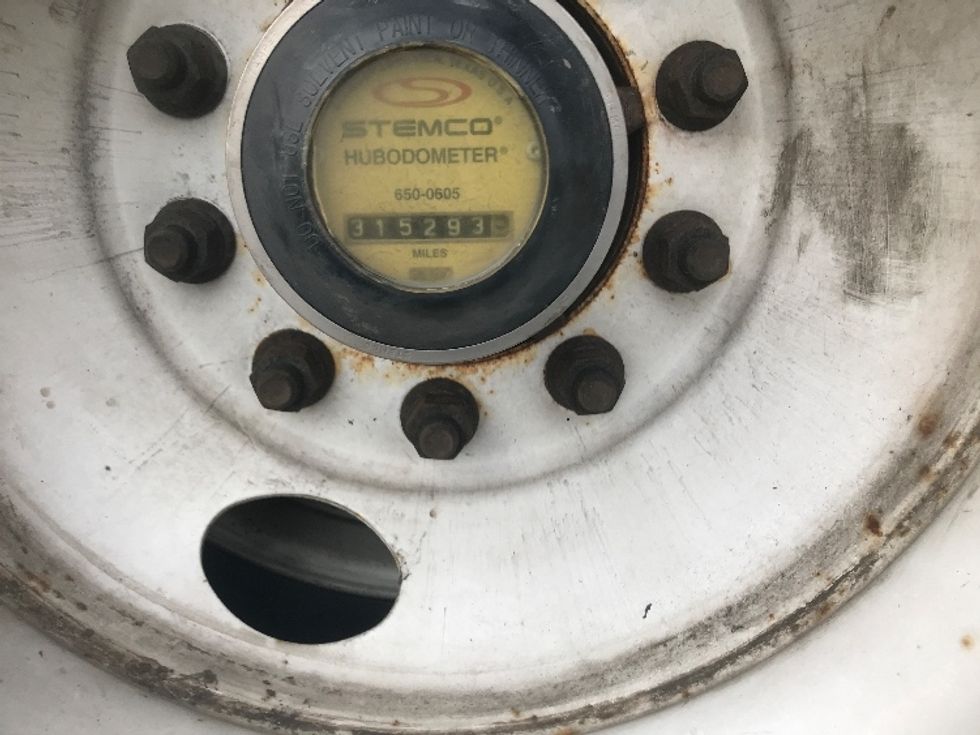 DO NOT USE SOLVENT PAINT OR THINNER
STEMCO®
HUBODOMETER®
650-0605
315293
MILES